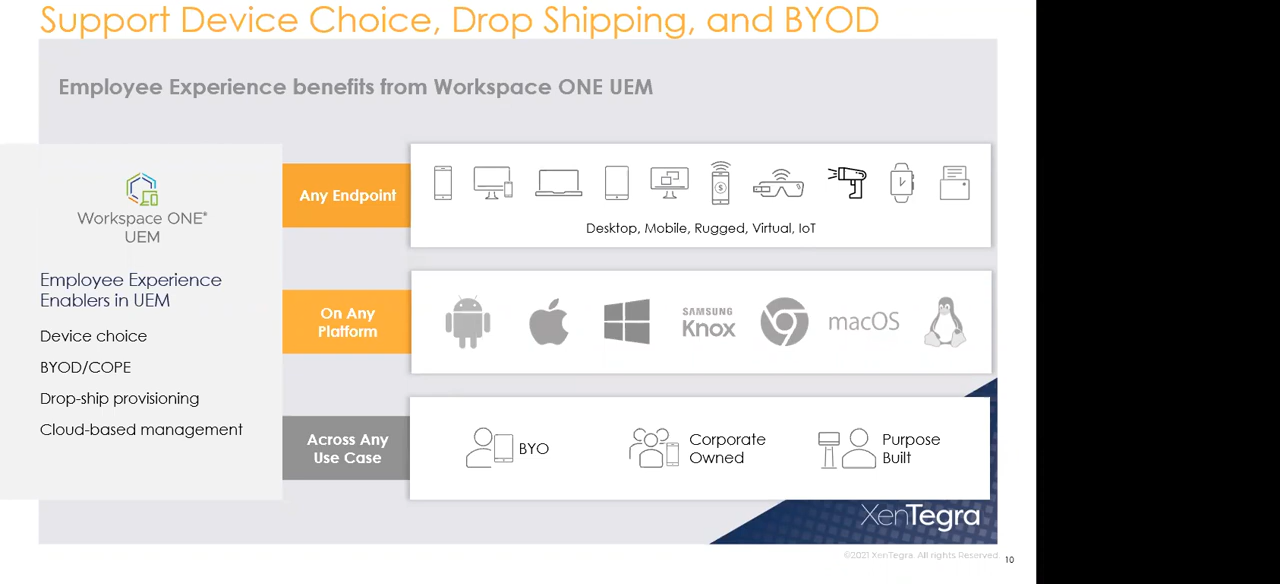 Support Device Choice, Drop Shipping, and BYOD
Employee Experience benefits from Workspace ONE UEM
Workspace ONE®
UEM
Employee Experience
Enablers in UEM
Device choice
BYOD/COPE
Drop-ship provisioning
Cloud-based management
Any Endpoint
Desktop, Mobile, Rugged, Virtual, IoT
On Any
Platform
SAMSUNG
Knox
macOS
Across Any
Use Case
BYO
Corporate
Owned
Purpose
Built
XenTegra
©2021 XenTegra. All rights Reserved.
10